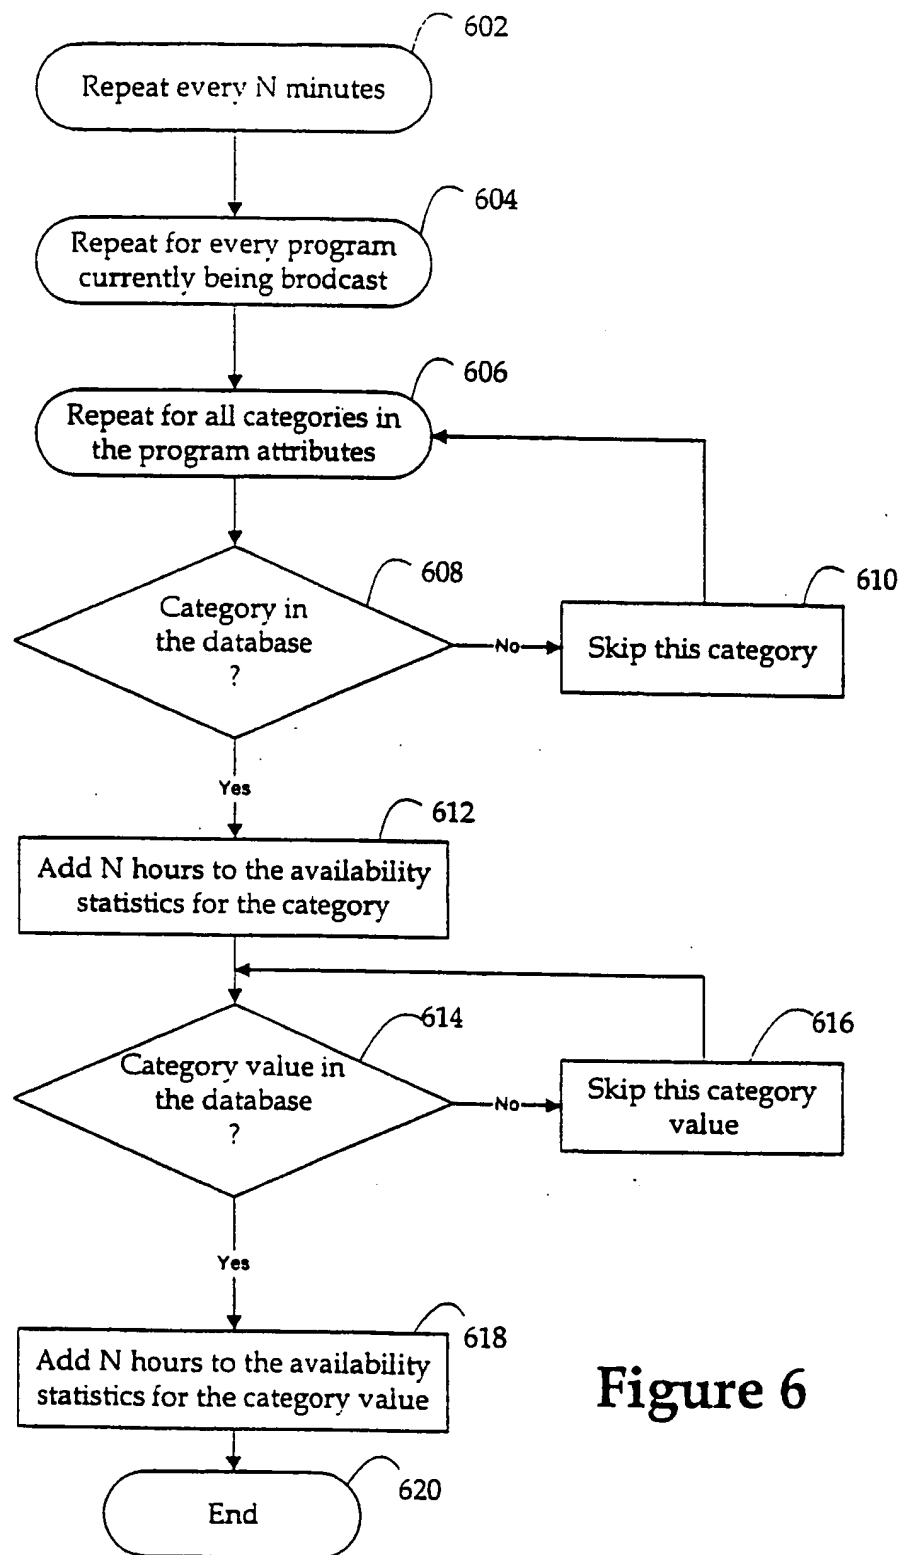 602
Repeat every N minutes
604
Repeat for every program
currently being brodcast
606
Repeat for all categories in
the program attributes
608
Category in
the database
?
No
610
Skip this category
Yes
612
Add N hours to the availability
statistics for the category
614
Category value in
the database
?
No
616
Skip this category
value
Yes
618
Add N hours to the availability
statistics for the category value
Figure 6
620
End